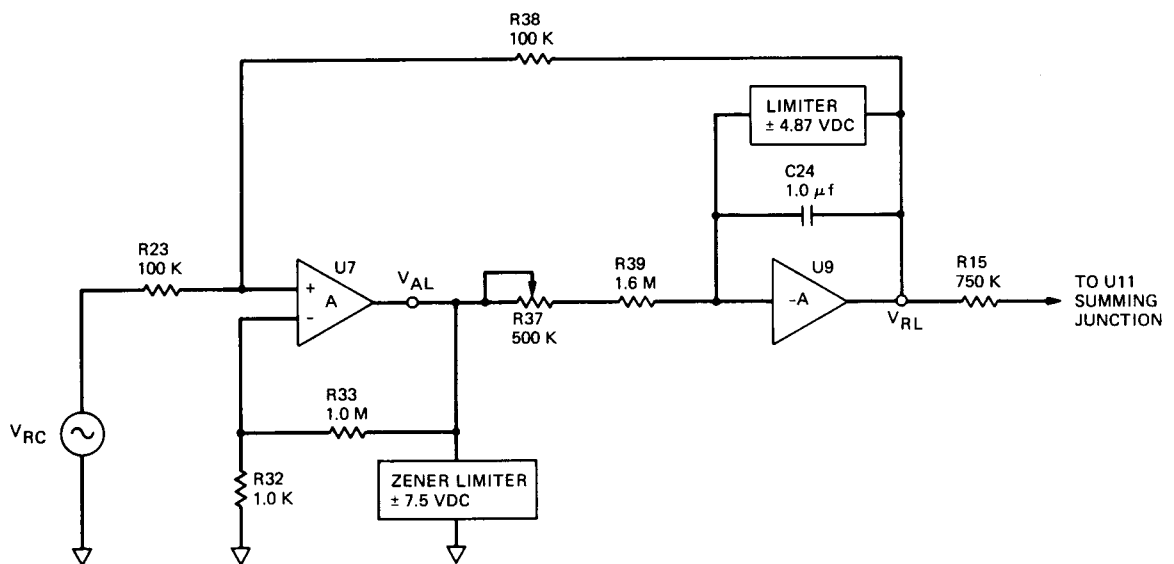 R38
100 K
LIMITER
± 4.87 VDC
C24
1.0 μf
R23
100 K
U7
+
A
−
V_AL
R37
500 K
R39
1.6 M
U9
-A
V_RL
R15
750 K
TO U11
SUMMING
JUNCTION
V_RC
R33
1.0 M
R32
1.0 K
ZENER LIMITER
± 7.5 VDC